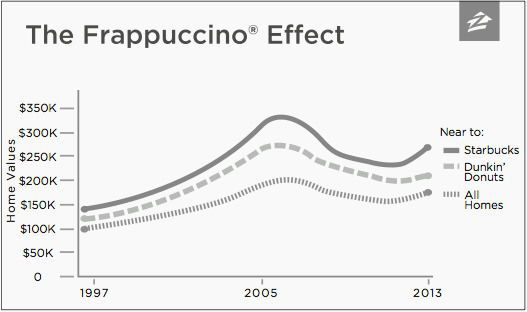 The Frappuccino® Effect
Z
$350K
$300K
$250K
$200K
$150K
$100K
$50K
0
Home Values
1997
2005
2013
Near to:
Starbucks
Dunkin'
Donuts
All
Homes